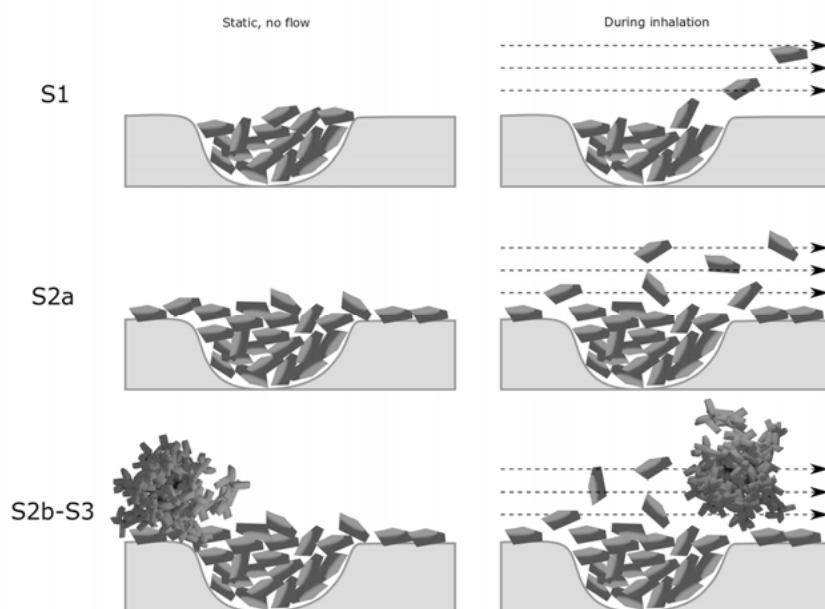 Static, no flow
During inhalation
S1
S2a
S2b-S3